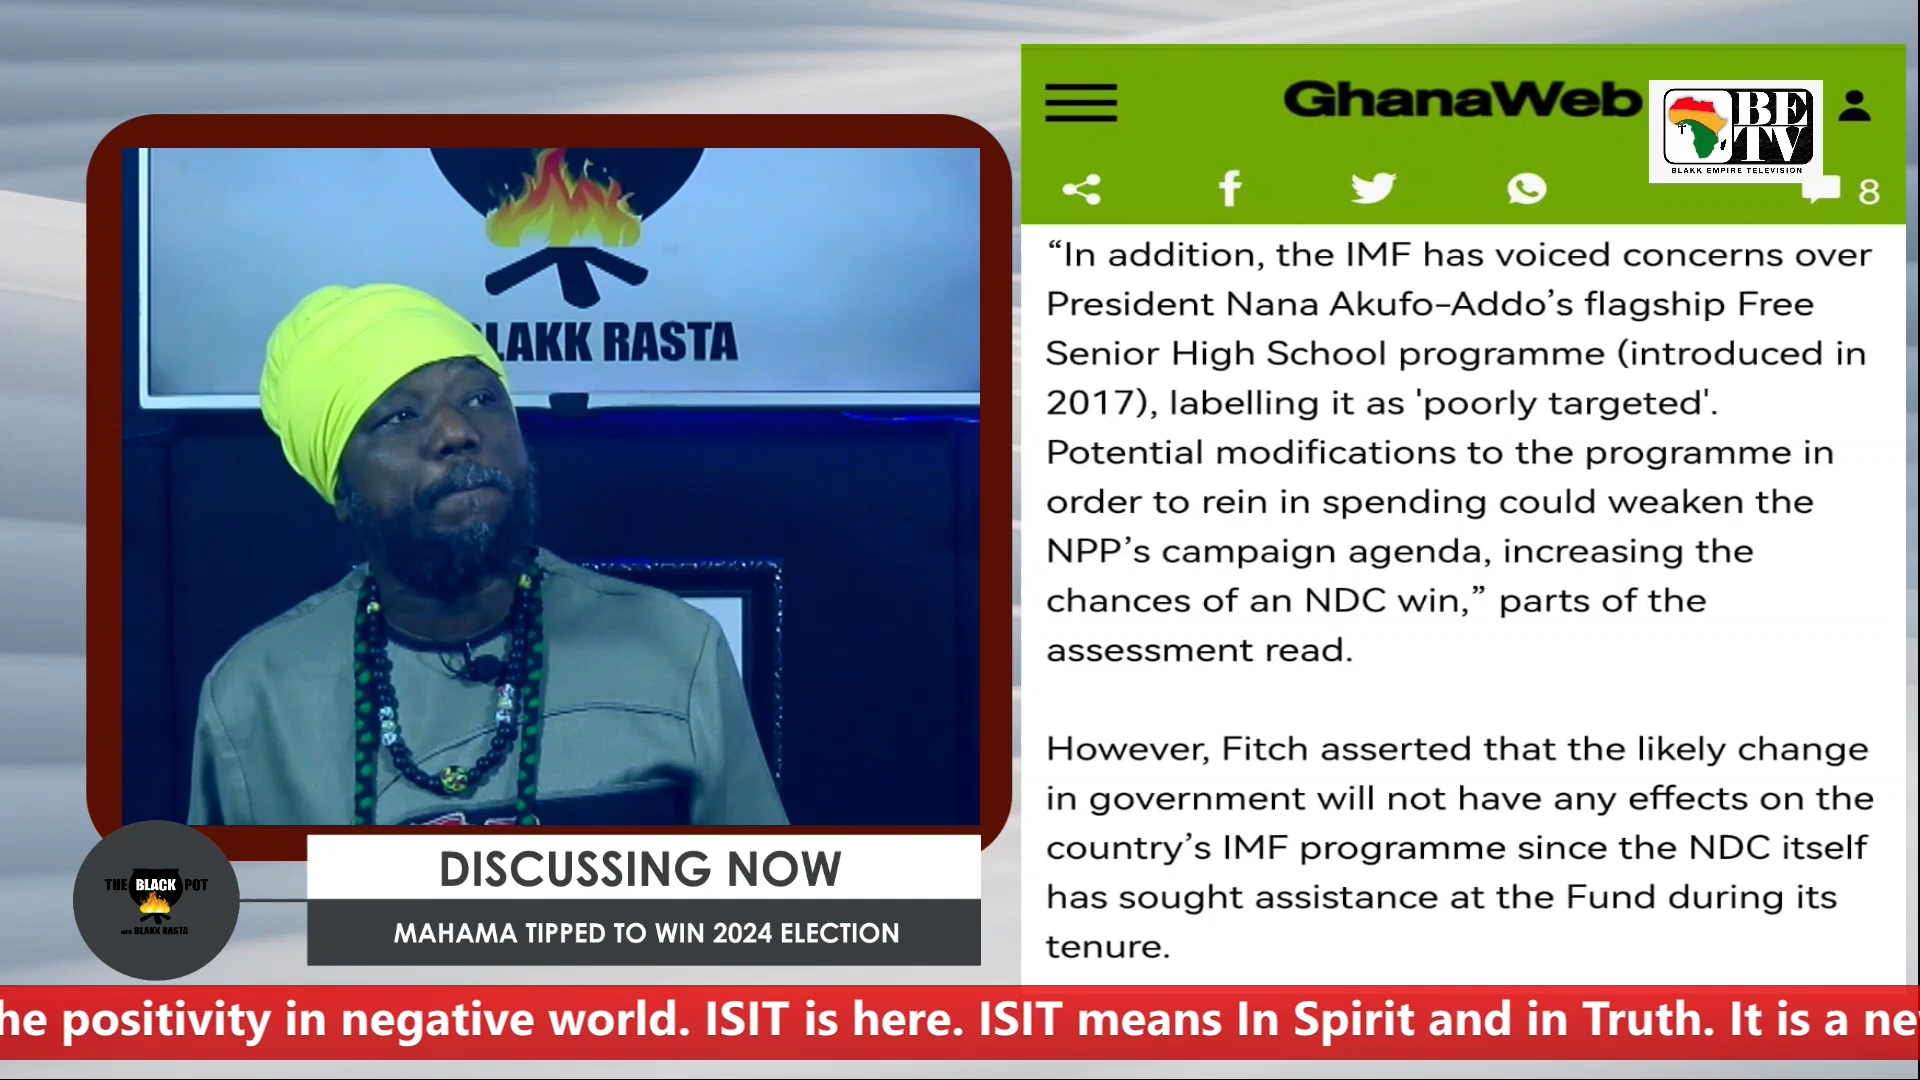 GhanaWeb
BE
TV
BLAKK EMPIRE TELEVISION
8
“In addition, the IMF has voiced concerns over
President Nana Akufo-Addo’s flagship Free
Senior High School programme (introduced in
2017), labelling it as 'poorly targeted'.
Potential modifications to the programme in
order to rein in spending could weaken the
NPP’s campaign agenda, increasing the
chances of an NDC win,” parts of the
assessment read.
However, Fitch asserted that the likely change
in government will not have any effects on the
country’s IMF programme since the NDC itself
has sought assistance at the Fund during its
tenure.
LAKK RASTA
DISCUSSING NOW
MAHAMA TIPPED TO WIN 2024 ELECTION
THE BLACK POT
WITH BLAKK RASTA
he positivity in negative world. ISIT is here. ISIT means In Spirit and in Truth. It is a ne